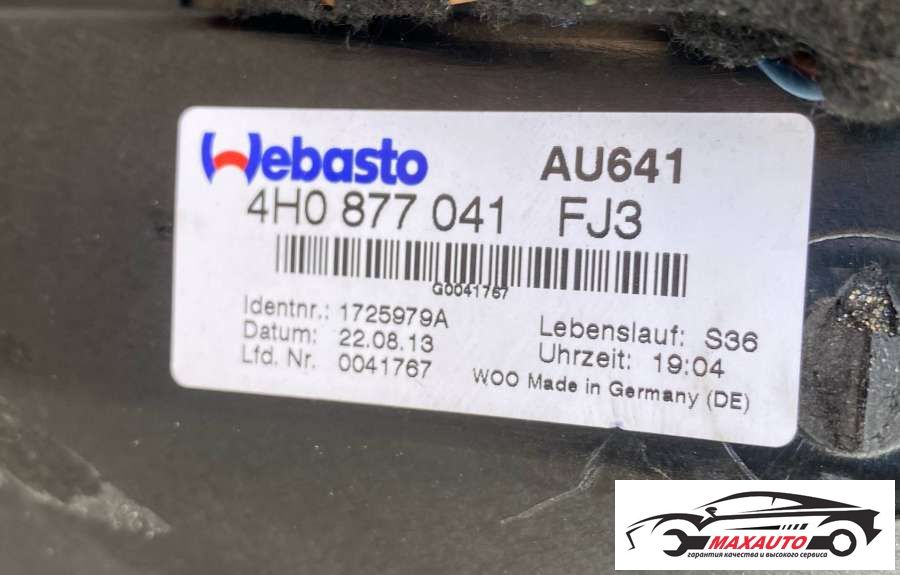 Webasto AU641
4H0 877 041 FJ3
G0041767
Identnr.: 1725979A
Datum: 22.08.13
Lfd. Nr. 0041767
Lebenslauf: S36
Uhrzeit: 19:04
WOO Made in Germany (DE)
MAXAUTO
гарантия качества и высокого сервиса